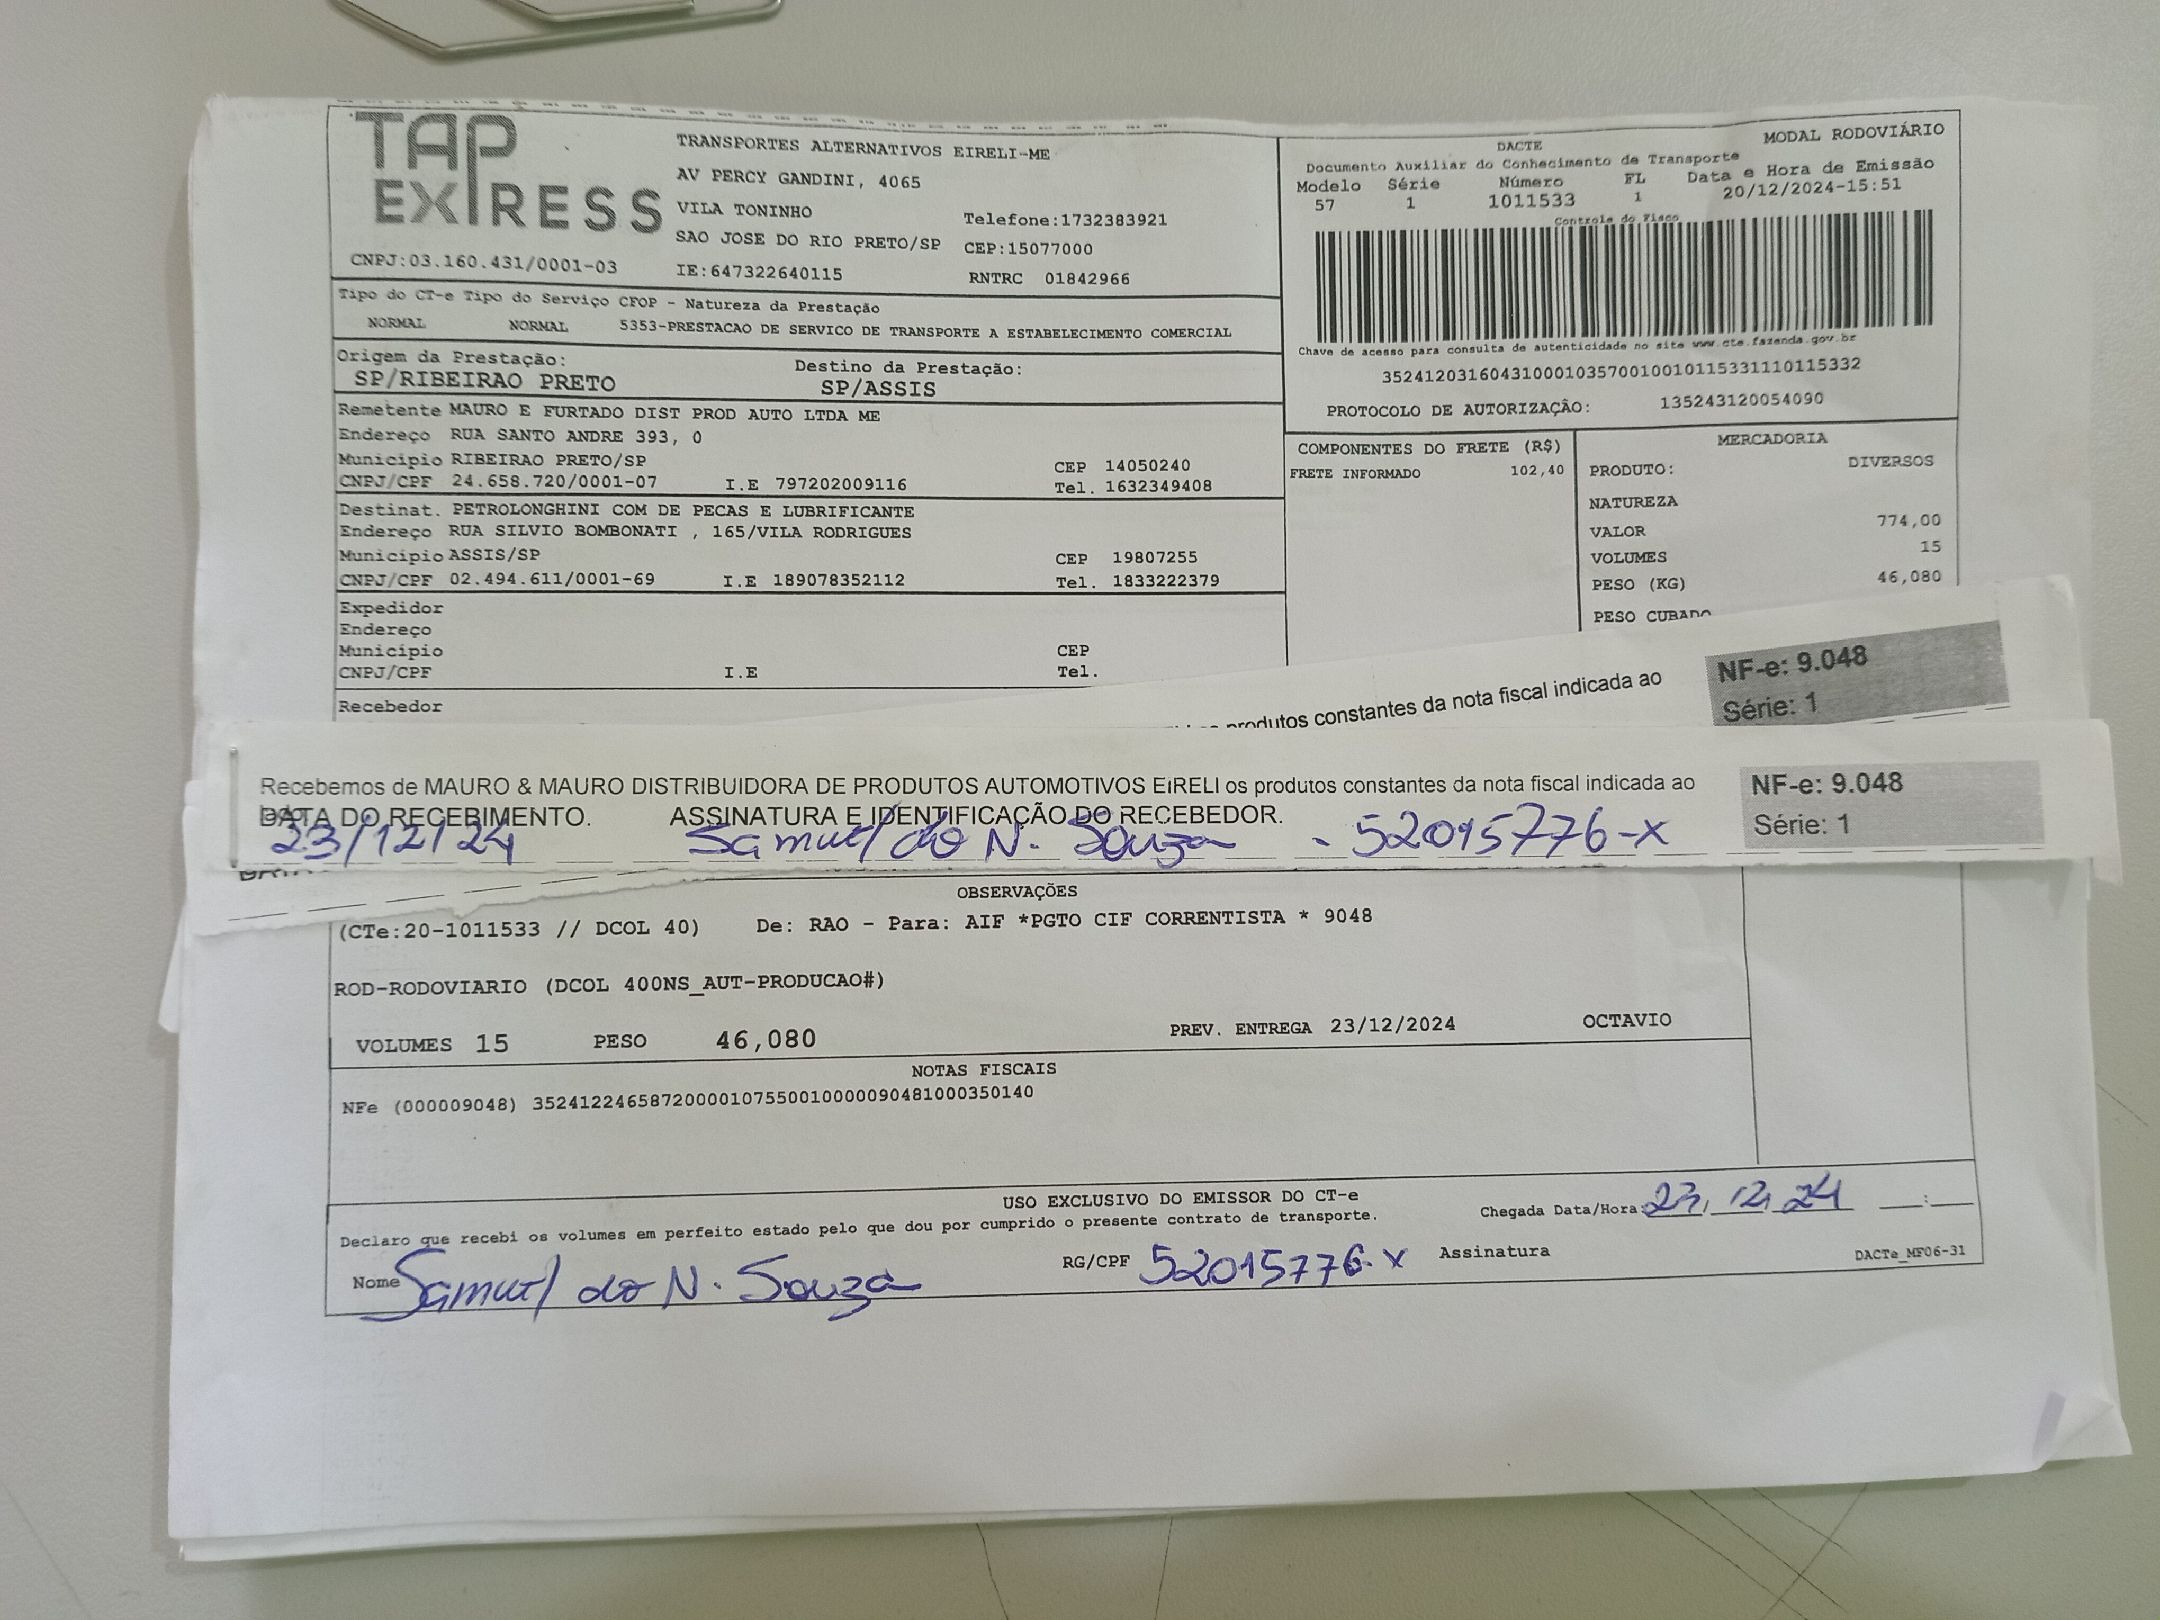 TAP
EXPRESS
CNPJ:03.160.431/0001-03
TRANSPORTES ALTERNATIVOS EIRELI-ME
AV PERCY GANDINI, 4065
VILA TONINHO
Telefone:1732383921
SAO JOSE DO RIO PRETO/SP CEP:15077000
IE:647322640115 RNTRC 01842966
MODAL RODOVIÁRIO
DACTE
Documento Auxiliar do Conhecimento de Transporte
Modelo Série Número FL Data e Hora de Emissão
57 1 1011533 1 20/12/2024-15:51
Controle do Fisco
Chave de acesso para consulta de autenticidade no site www.cte.fazenda.gov.br
35241203160431000103570010010115331110115332
PROTOCOLO DE AUTORIZAÇÃO: 135243120054090
Tipo do CT-e Tipo do Serviço CFOP - Natureza da Prestação
NORMAL NORMAL 5353-PRESTACAO DE SERVICO DE TRANSPORTE A ESTABELECIMENTO COMERCIAL
Origem da Prestação: Destino da Prestação:
SP/RIBEIRAO PRETO SP/ASSIS
Remetente MAURO E FURTADO DIST PROD AUTO LTDA ME
Endereço RUA SANTO ANDRE 393, 0
Município RIBEIRAO PRETO/SP CEP 14050240
CNPJ/CPF 24.658.720/0001-07 I.E 797202009116 Tel. 1632349408
Destinat. PETROLONGHINI COM DE PECAS E LUBRIFICANTE
Endereço RUA SILVIO BOMBONATI , 165/VILA RODRIGUES
Município ASSIS/SP CEP 19807255
CNPJ/CPF 02.494.611/0001-69 I.E 189078352112 Tel. 1833222379
Expedidor
Endereço
Município CEP
CNPJ/CPF I.E Tel.
Recebedor
COMPONENTES DO FRETE (R$)
FRETE INFORMADO 102,40
MERCADORIA
PRODUTO: DIVERSOS
NATUREZA
VALOR 774,00
VOLUMES 15
PESO (KG) 46,080
PESO CUBADO
produtos constantes da nota fiscal indicada ao
NF-e: 9.048
Série: 1
Recebemos de MAURO & MAURO DISTRIBUIDORA DE PRODUTOS AUTOMOTIVOS EIRELI os produtos constantes da nota fiscal indicada ao
DATA DO RECEBIMENTO. ASSINATURA E IDENTIFICAÇÃO DO RECEBEDOR.
23/12/24 Samuel do N. Souza - 52015776-X
NF-e: 9.048
Série: 1
OBSERVAÇÕES
(CTe:20-1011533 // DCOL 40) De: RAO - Para: AIF *PGTO CIF CORRENTISTA * 9048
ROD-RODOVIARIO (DCOL 400NS_AUT-PRODUCAO#)
VOLUMES 15 PESO 46,080 PREV. ENTREGA 23/12/2024 OCTAVIO
NOTAS FISCAIS
NFe (000009048) 35241224658720000107550010000090481000350140
USO EXCLUSIVO DO EMISSOR DO CT-e
Declaro que recebi os volumes em perfeito estado pelo que dou por cumprido o presente contrato de transporte.
Chegada Data/Hora: 23, 12, 24 __:__
Nome Samuel do N. Souza RG/CPF 52015776-X Assinatura
DACTe_MF06-31